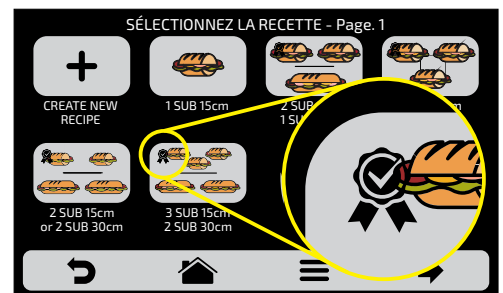 SÉLECTIONNEZ LA RECETTE - Page. 1
CREATE NEW
RECIPE
1 SUB 15cm
2 SUB
1 SU
m
2 SUB 15cm
or 2 SUB 30cm
3 SUB 15cm
2 SUB 30cm